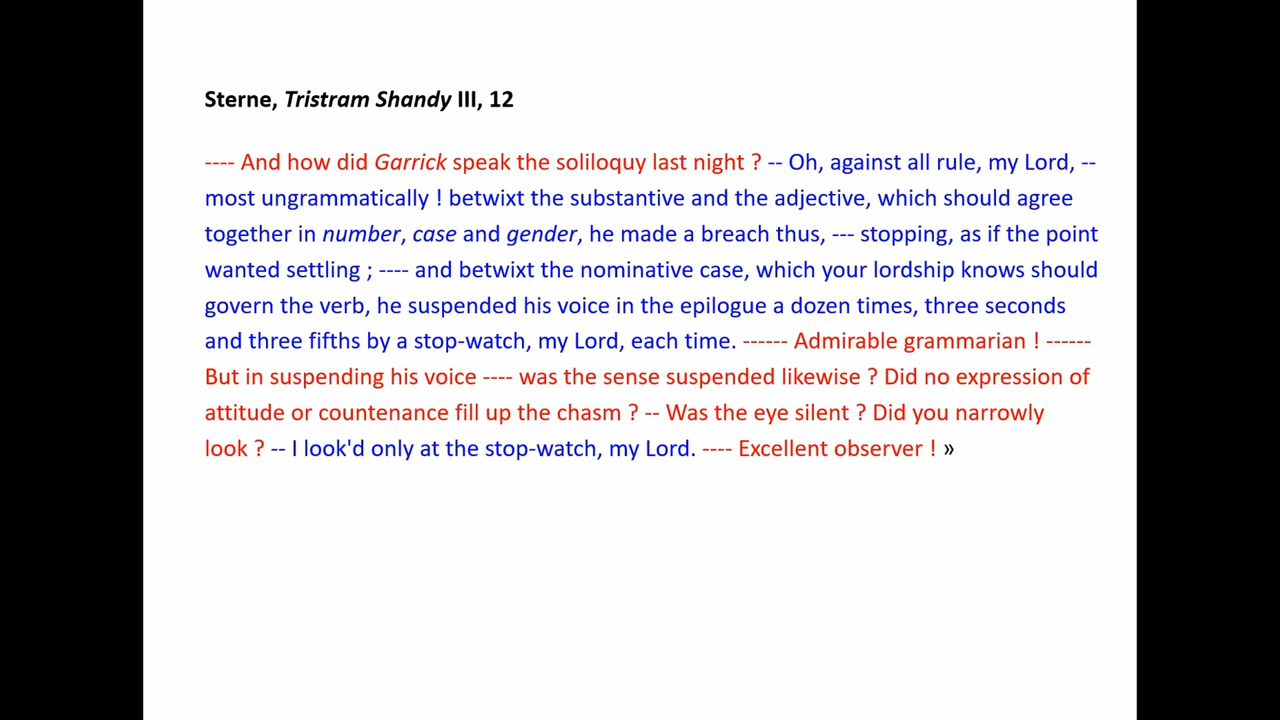 Sterne, Tristram Shandy III, 12
---- And how did Garrick speak the soliloquy last night ? -- Oh, against all rule, my Lord, --
most ungrammatically ! betwixt the substantive and the adjective, which should agree
together in number, case and gender, he made a breach thus, --- stopping, as if the point
wanted settling ; ---- and betwixt the nominative case, which your lordship knows should
govern the verb, he suspended his voice in the epilogue a dozen times, three seconds
and three fifths by a stop-watch, my Lord, each time. ------ Admirable grammarian ! ------
But in suspending his voice ---- was the sense suspended likewise ? Did no expression of
attitude or countenance fill up the chasm ? -- Was the eye silent ? Did you narrowly
look ? -- I look'd only at the stop-watch, my Lord. ---- Excellent observer ! »